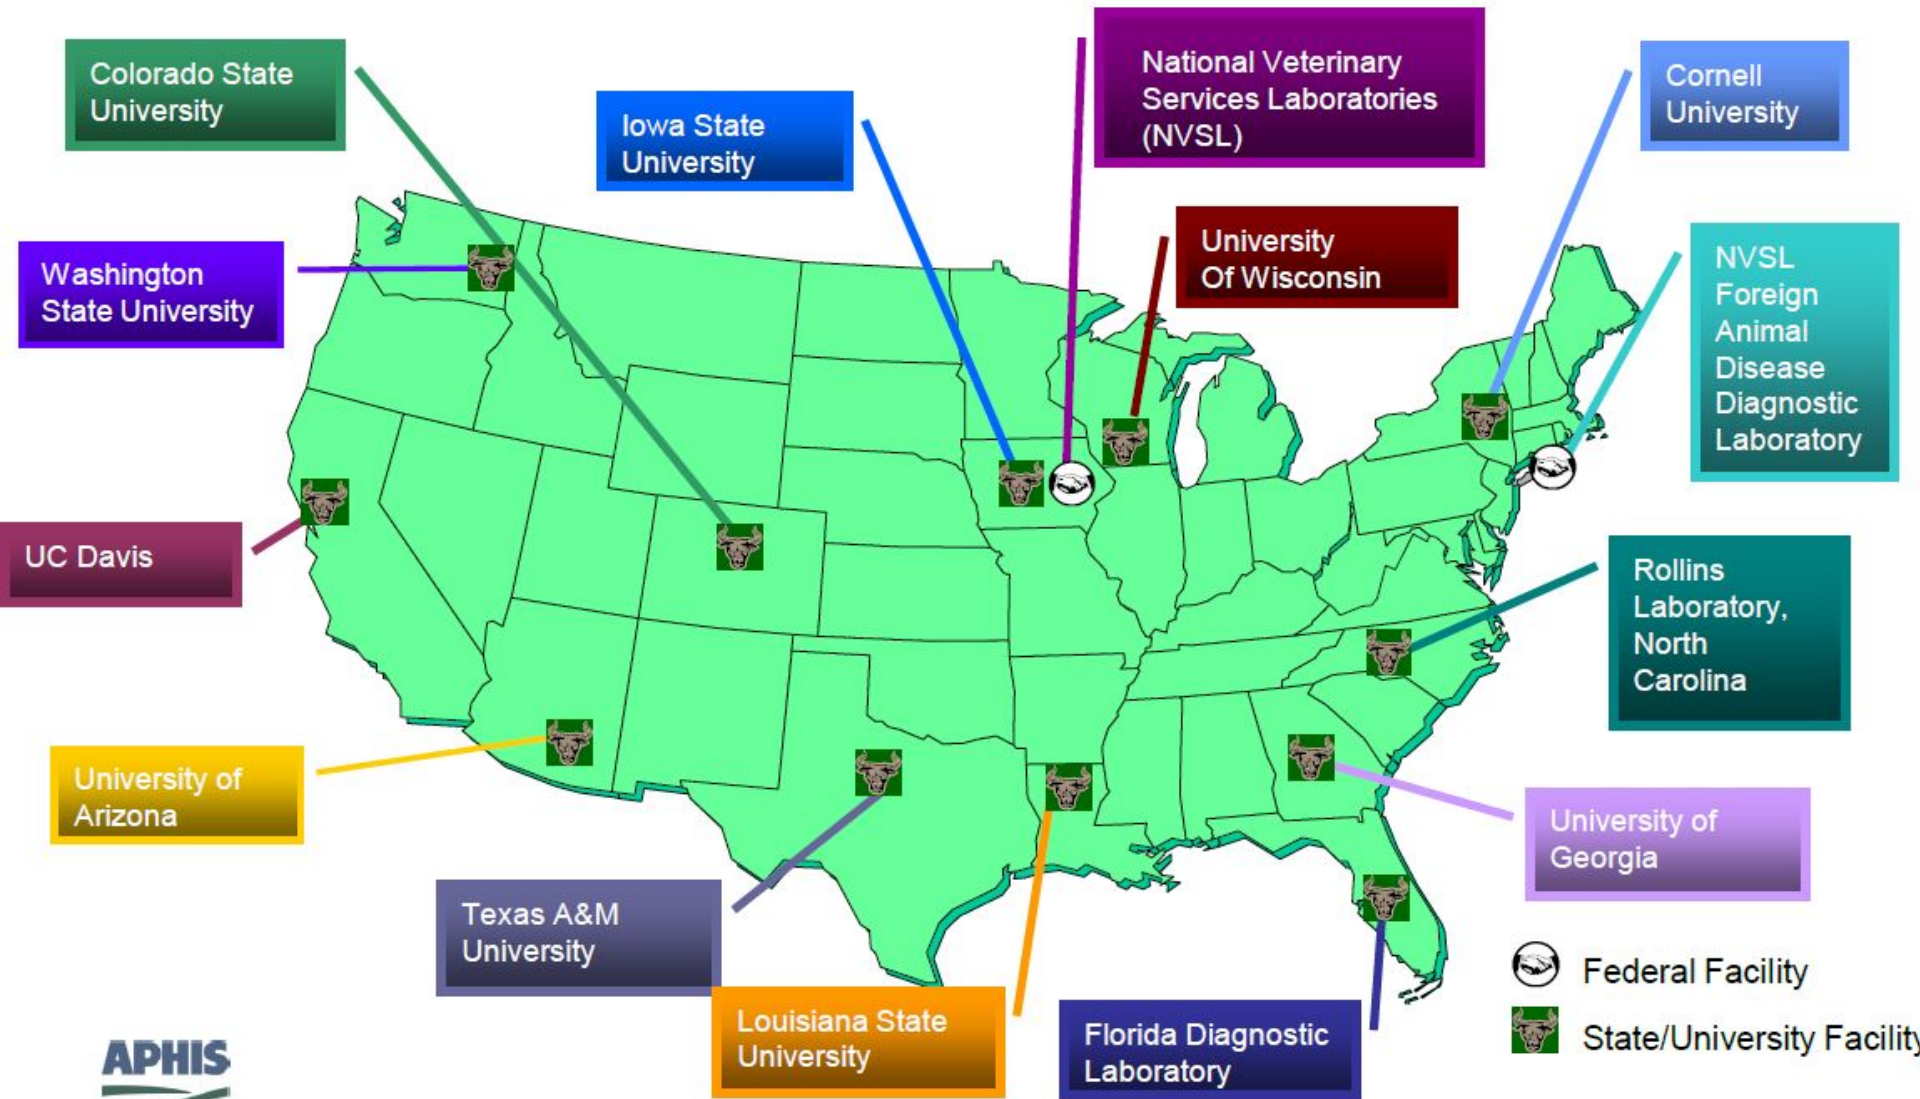 Colorado State
University
Iowa State
University
National Veterinary
Services Laboratories
(NVSL)
Cornell
University
Washington
State University
University
Of Wisconsin
NVSL
Foreign
Animal
Disease
Diagnostic
Laboratory
UC Davis
Rollins
Laboratory,
North
Carolina
University of
Arizona
University of
Georgia
Texas A&M
University
Louisiana State
University
Florida Diagnostic
Laboratory
Federal Facility
State/University Facility
APHIS